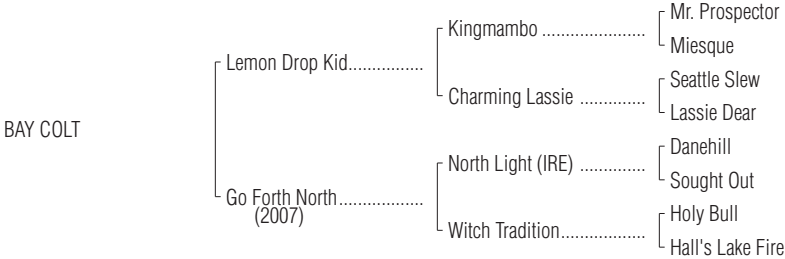 Mr. Prospector
Kingmambo ......................
Miesque
Lemon Drop Kid................
Seattle Slew
Charming Lassie ..............
Lassie Dear
BAY COLT
Danehill
North Light (IRE) ..............
Sought Out
Go Forth North..................
(2007)
Holy Bull
Witch Tradition..................
Hall's Lake Fire